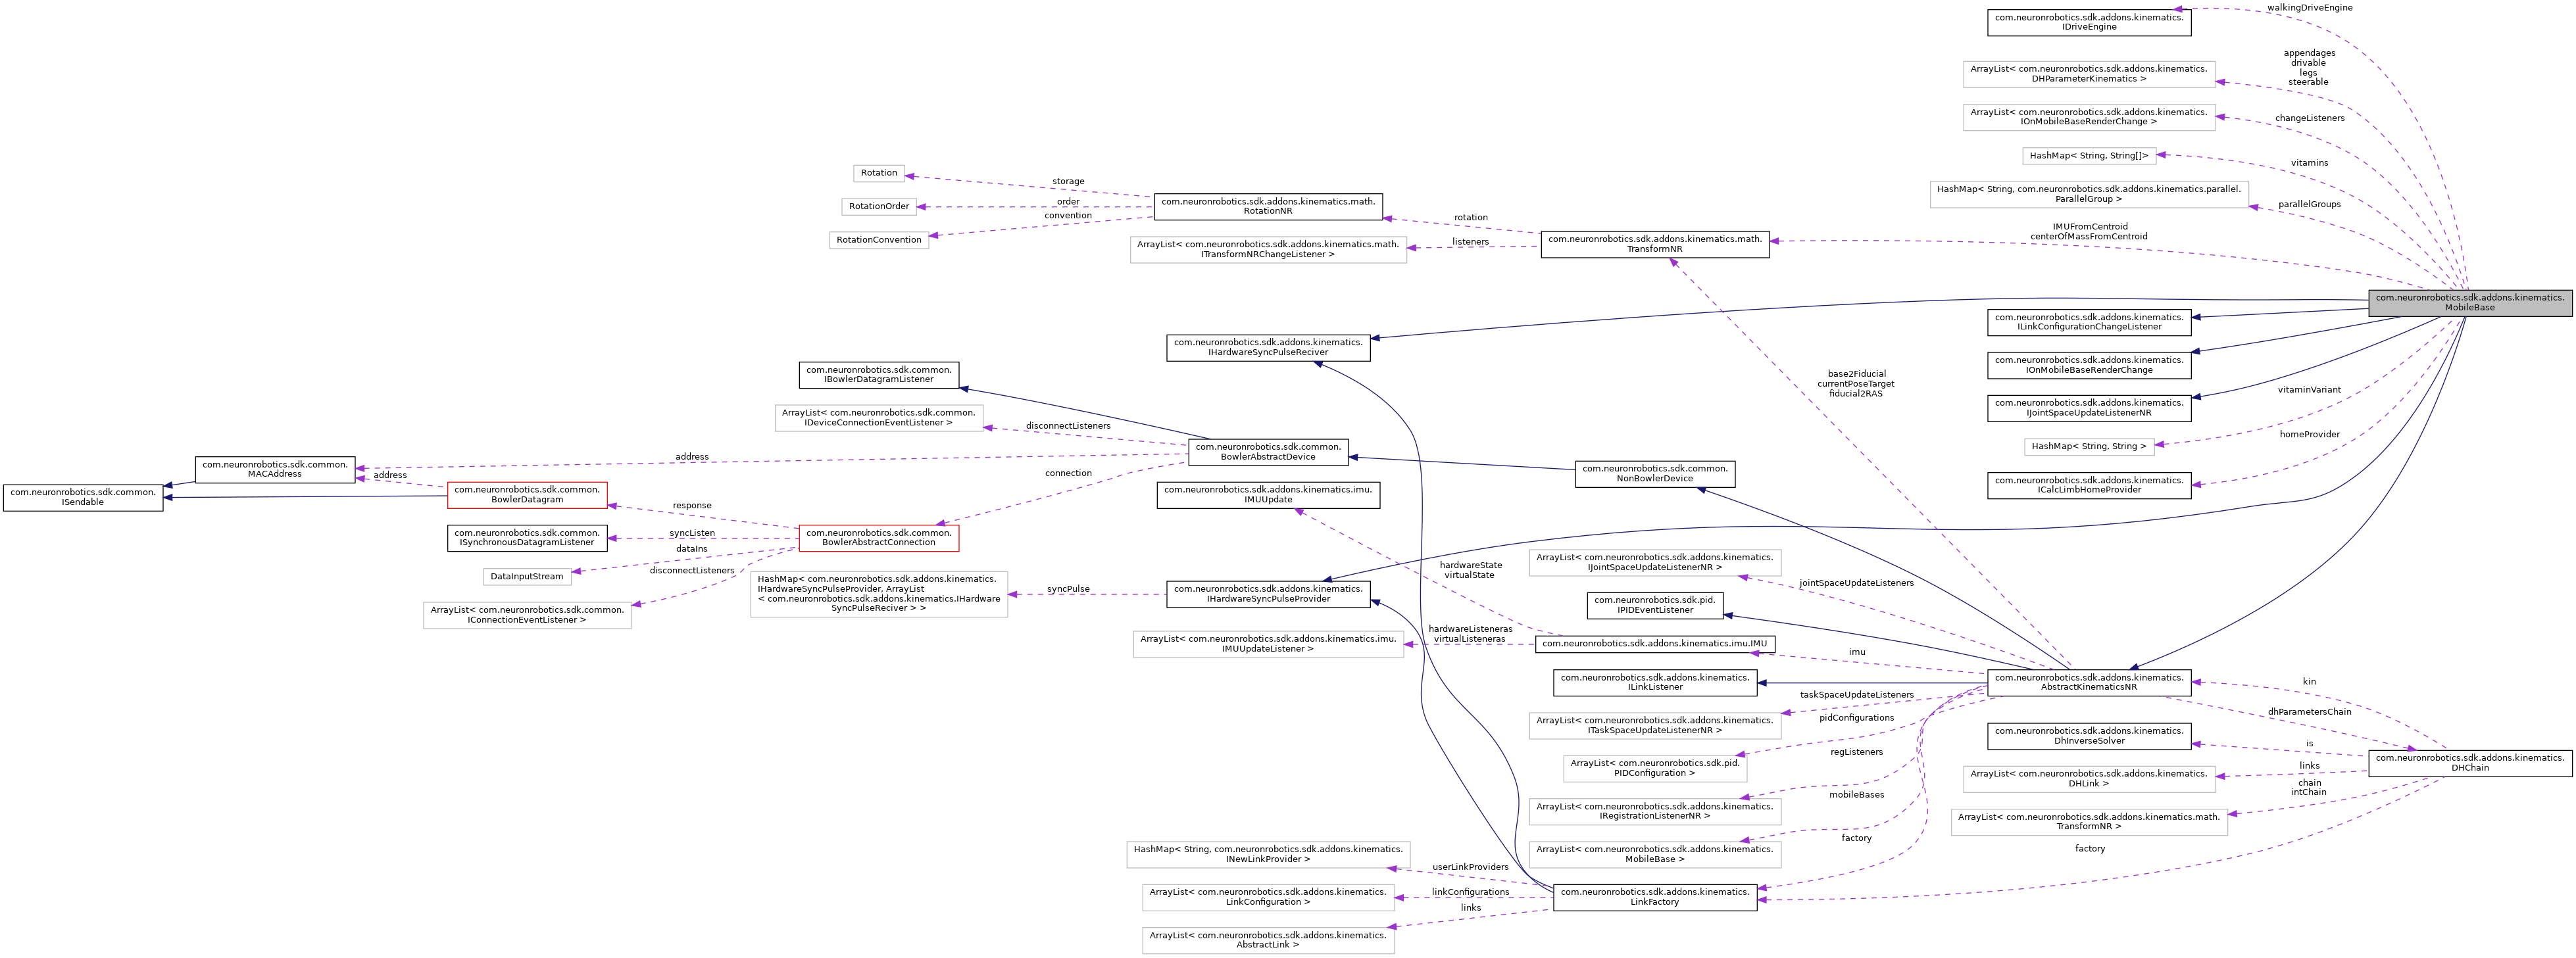 com.neuronrobotics.sdk.addons.kinematics.
IDriveEngine
walkingDriveEngine
ArrayList< com.neuronrobotics.sdk.addons.kinematics.
DHParameterKinematics >
appendages
drivable
legs
steerable
ArrayList< com.neuronrobotics.sdk.addons.kinematics.
IOnMobileBaseRenderChange >
changeListeners
HashMap< String, String[]>
vitamins
HashMap< String, com.neuronrobotics.sdk.addons.kinematics.parallel.
ParallelGroup >
parallelGroups
Rotation
storage
RotationOrder
order
RotationConvention
convention
com.neuronrobotics.sdk.addons.kinematics.math.
RotationNR
rotation
ArrayList< com.neuronrobotics.sdk.addons.kinematics.math.
ITransformNRChangeListener >
listeners
com.neuronrobotics.sdk.addons.kinematics.math.
TransformNR
IMUFromCentroid
centerOfMassFromCentroid
com.neuronrobotics.sdk.addons.kinematics.
MobileBase
com.neuronrobotics.sdk.addons.kinematics.
ILinkConfigurationChangeListener
com.neuronrobotics.sdk.addons.kinematics.
IOnMobileBaseRenderChange
com.neuronrobotics.sdk.addons.kinematics.
IJointSpaceUpdateListenerNR
HashMap< String, String >
vitaminVariant
com.neuronrobotics.sdk.addons.kinematics.
ICalcLimbHomeProvider
homeProvider
com.neuronrobotics.sdk.addons.kinematics.
IHardwareSyncPulseReciver
base2Fiducial
currentPoseTarget
fiducial2RAS
com.neuronrobotics.sdk.common.
IBowlerDatagramListener
ArrayList< com.neuronrobotics.sdk.common.
IDeviceConnectionEventListener >
disconnectListeners
com.neuronrobotics.sdk.common.
BowlerAbstractDevice
address
connection
com.neuronrobotics.sdk.common.
NonBowlerDevice
com.neuronrobotics.sdk.common.
ISendable
com.neuronrobotics.sdk.common.
MACAddress
address
com.neuronrobotics.sdk.common.
BowlerDatagram
response
com.neuronrobotics.sdk.common.
ISynchronousDatagramListener
syncListen
DataInputStream
dataIns
ArrayList< com.neuronrobotics.sdk.common.
IConnectionEventListener >
disconnectListeners
com.neuronrobotics.sdk.common.
BowlerAbstractConnection
com.neuronrobotics.sdk.addons.kinematics.imu.
IMUUpdate
hardwareState
virtualState
HashMap< com.neuronrobotics.sdk.addons.kinematics.
IHardwareSyncPulseProvider, ArrayList
< com.neuronrobotics.sdk.addons.kinematics.IHardware
SyncPulseReciver > >
syncPulse
com.neuronrobotics.sdk.addons.kinematics.
IHardwareSyncPulseProvider
ArrayList< com.neuronrobotics.sdk.addons.kinematics.imu.
IMUUpdateListener >
hardwareListeneras
virtualListeneras
com.neuronrobotics.sdk.addons.kinematics.imu.IMU
imu
ArrayList< com.neuronrobotics.sdk.addons.kinematics.
IJointSpaceUpdateListenerNR >
jointSpaceUpdateListeners
com.neuronrobotics.sdk.pid.
IPIDEventListener
com.neuronrobotics.sdk.addons.kinematics.
ILinkListener
com.neuronrobotics.sdk.addons.kinematics.
AbstractKinematicsNR
ArrayList< com.neuronrobotics.sdk.addons.kinematics.
ITaskSpaceUpdateListenerNR >
taskSpaceUpdateListeners
ArrayList< com.neuronrobotics.sdk.pid.
PIDConfiguration >
pidConfigurations
ArrayList< com.neuronrobotics.sdk.addons.kinematics.
IRegistrationListenerNR >
regListeners
ArrayList< com.neuronrobotics.sdk.addons.kinematics.
MobileBase >
mobileBases
factory
kin
dhParametersChain
com.neuronrobotics.sdk.addons.kinematics.
DhInverseSolver
is
ArrayList< com.neuronrobotics.sdk.addons.kinematics.
DHLink >
links
ArrayList< com.neuronrobotics.sdk.addons.kinematics.math.
TransformNR >
chain
intChain
com.neuronrobotics.sdk.addons.kinematics.
DHChain
factory
HashMap< String, com.neuronrobotics.sdk.addons.kinematics.
INewLinkProvider >
userLinkProviders
ArrayList< com.neuronrobotics.sdk.addons.kinematics.
LinkConfiguration >
linkConfigurations
ArrayList< com.neuronrobotics.sdk.addons.kinematics.
AbstractLink >
links
com.neuronrobotics.sdk.addons.kinematics.
LinkFactory